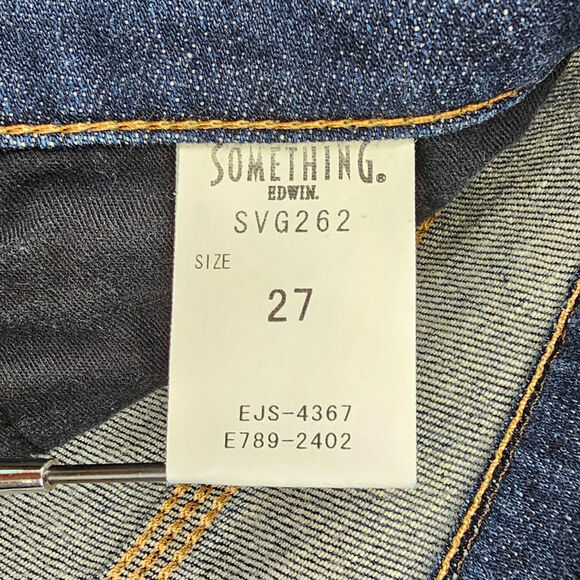 SOMETHING®
EDWIN.
SVG262
SIZE
27
EJS-4367
E789-2402